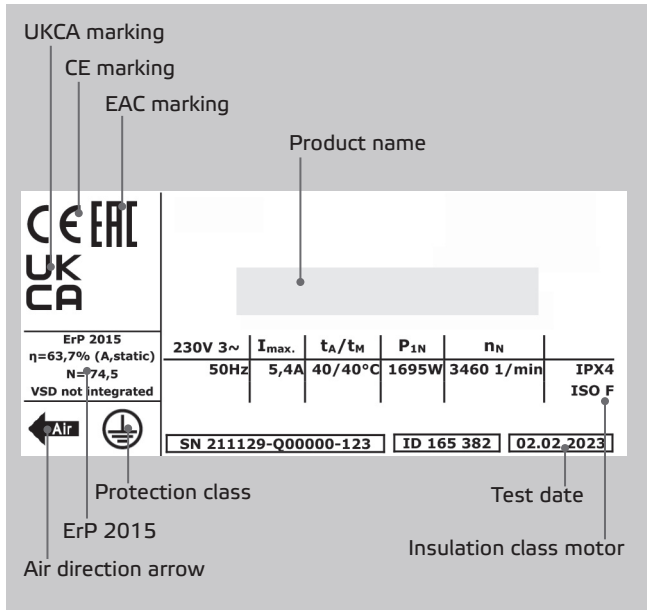 UKCA marking
CE marking
EAC marking
Product name
CE EAC
UK
CA
ErP 2015
η=63,7% (A,static)
N= 74,5
VSD not integrated
230V 3~ Imax. tA/tM P1N nN
50Hz 5,4A 40/40°C 1695W 3460 1/min IPX4
ISO F
Air
SN 211129-Q00000-123 ID 165 382 02.02.2023
Protection class
Test date
ErP 2015
Insulation class motor
Air direction arrow